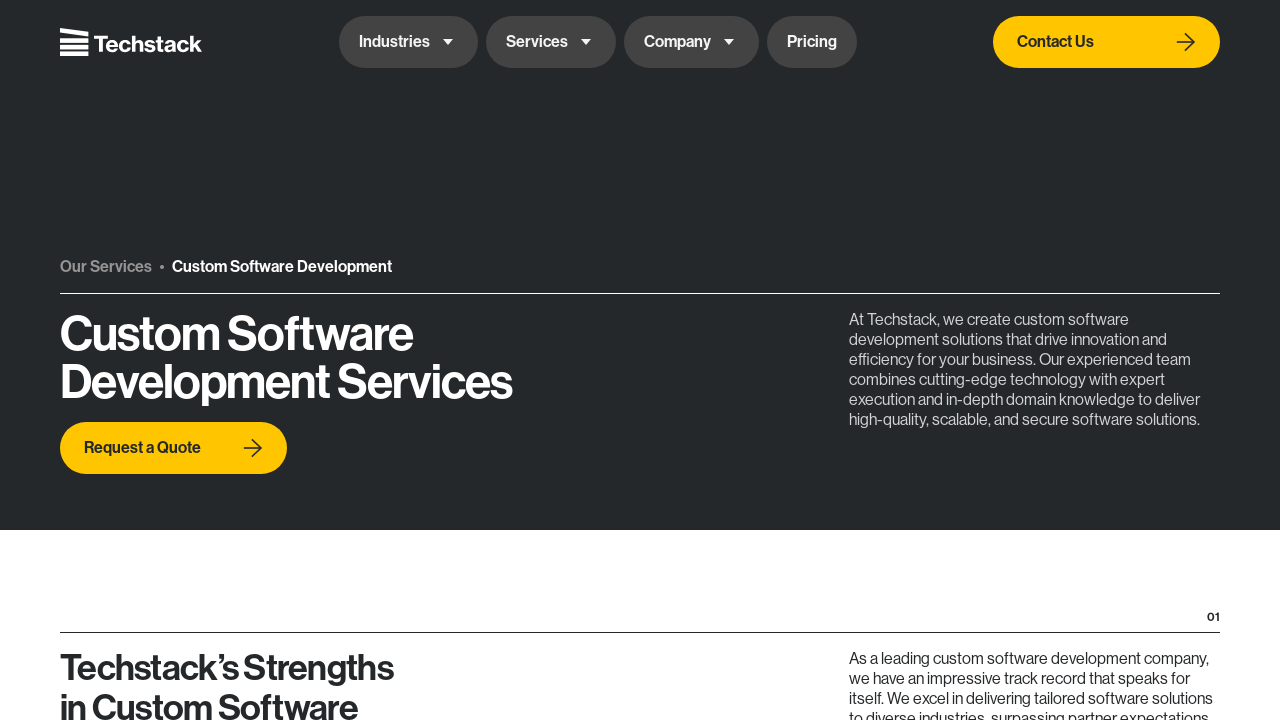 Techstack
Industries
Services
Company
Pricing
Contact Us
Our Services • Custom Software Development
Custom Software
Development Services
At Techstack, we create custom software
development solutions that drive innovation and
efficiency for your business. Our experienced team
combines cutting-edge technology with expert
execution and in-depth domain knowledge to deliver
high-quality, scalable, and secure software solutions.
Request a Quote
01
Techstack’s Strengths
in Custom Software
As a leading custom software development company,
we have an impressive track record that speaks for
itself. We excel in delivering tailored software solutions
to diverse industries, surpassing partner expectations